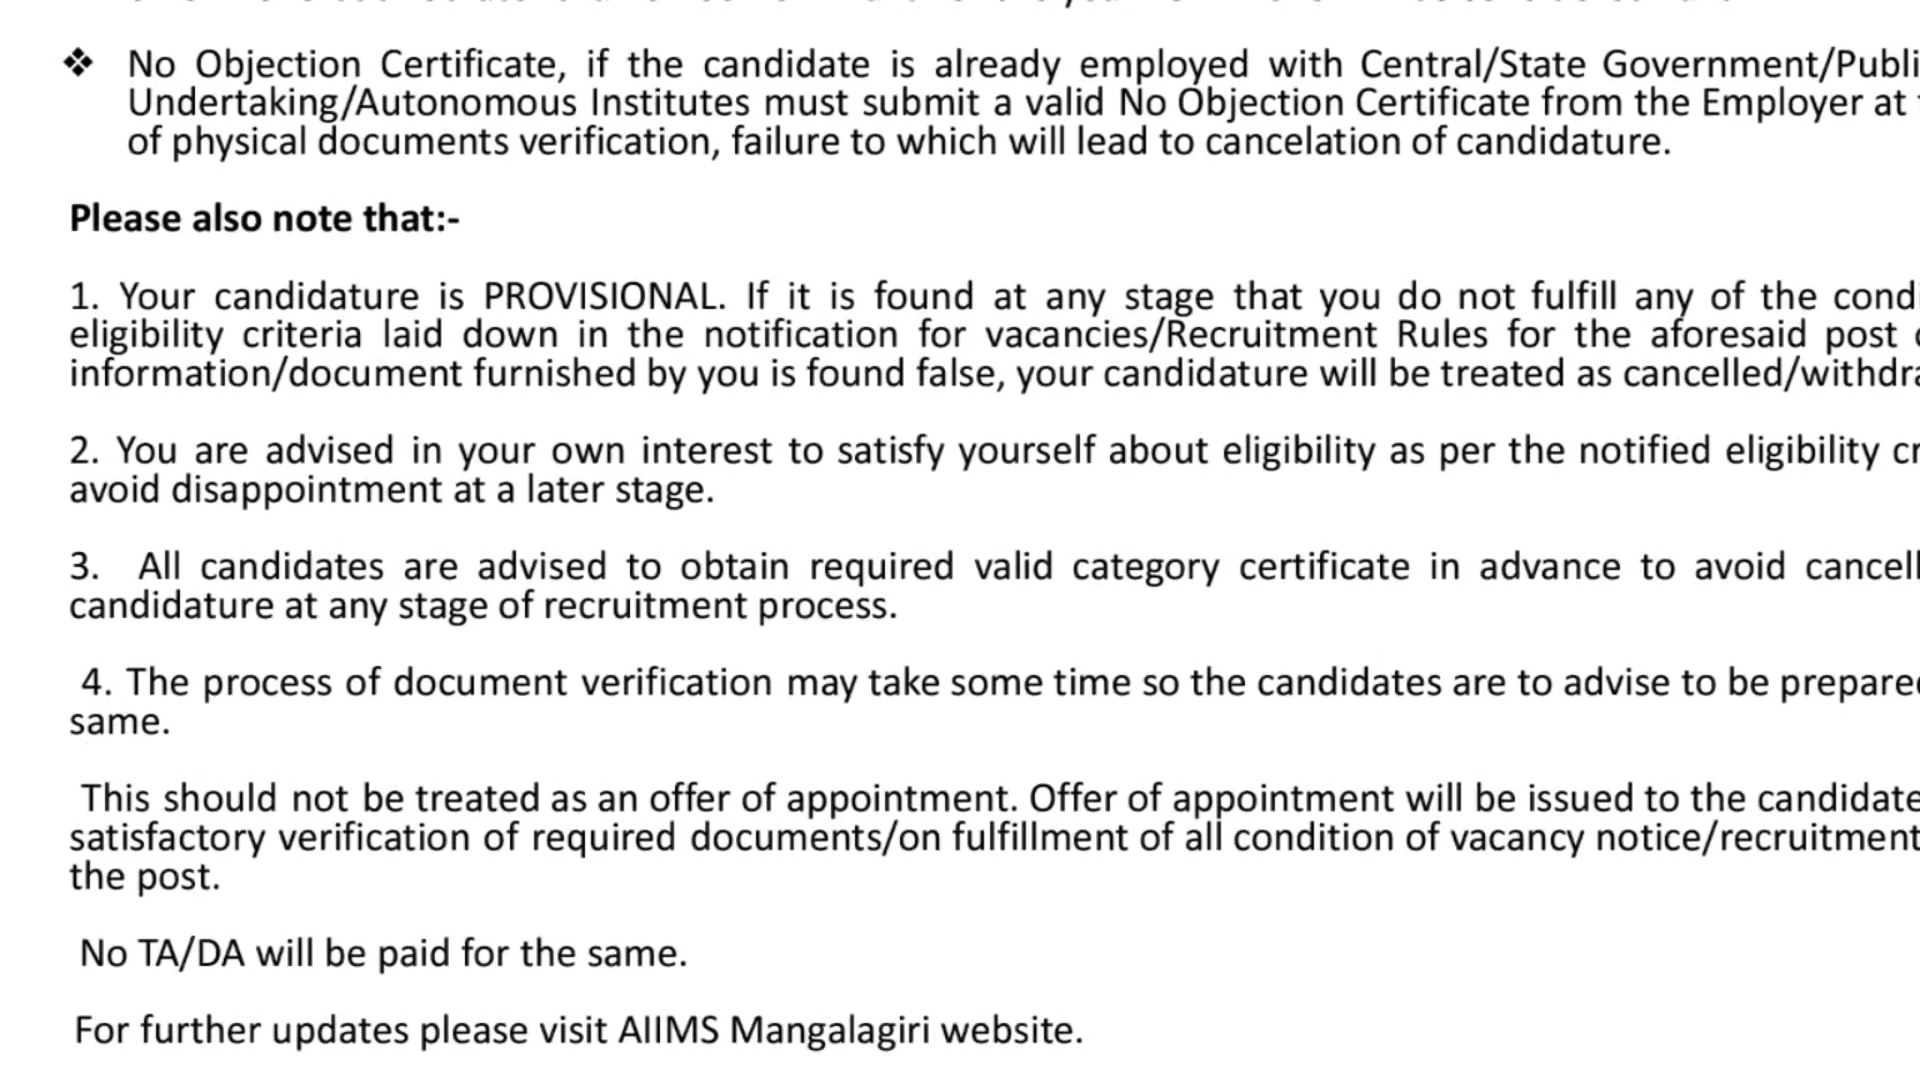 ❖ No Objection Certificate, if the candidate is already employed with Central/State Government/Publi
Undertaking/Autonomous Institutes must submit a valid No Objection Certificate from the Employer at
of physical documents verification, failure to which will lead to cancelation of candidature.
Please also note that:-
1. Your candidature is PROVISIONAL. If it is found at any stage that you do not fulfill any of the condi
eligibility criteria laid down in the notification for vacancies/Recruitment Rules for the aforesaid post
information/document furnished by you is found false, your candidature will be treated as cancelled/withdra
2. You are advised in your own interest to satisfy yourself about eligibility as per the notified eligibility cr
avoid disappointment at a later stage.
3. All candidates are advised to obtain required valid category certificate in advance to avoid cancell
candidature at any stage of recruitment process.
4. The process of document verification may take some time so the candidates are to advise to be prepare
same.
This should not be treated as an offer of appointment. Offer of appointment will be issued to the candidate
satisfactory verification of required documents/on fulfillment of all condition of vacancy notice/recruitment
the post.
No TA/DA will be paid for the same.
For further updates please visit AIIMS Mangalagiri website.